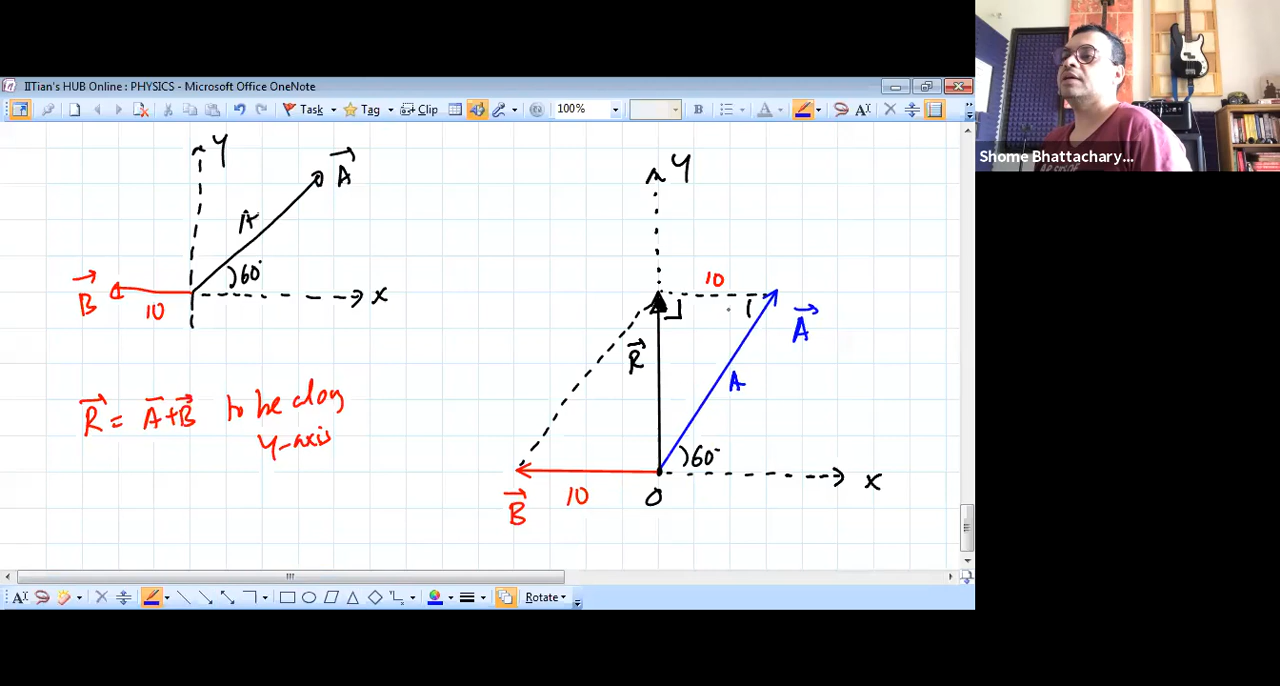 IITian's HUB Online : PHYSICS - Microsoft Office OneNote
Task Tag Clip 100% B A A
Shome Bhattachary...
Y
A
A
60°
X
B
10
R = A + B to be along
Y-axis
Y
10
A
R
A
60°
X
B
10
O
A Rotate